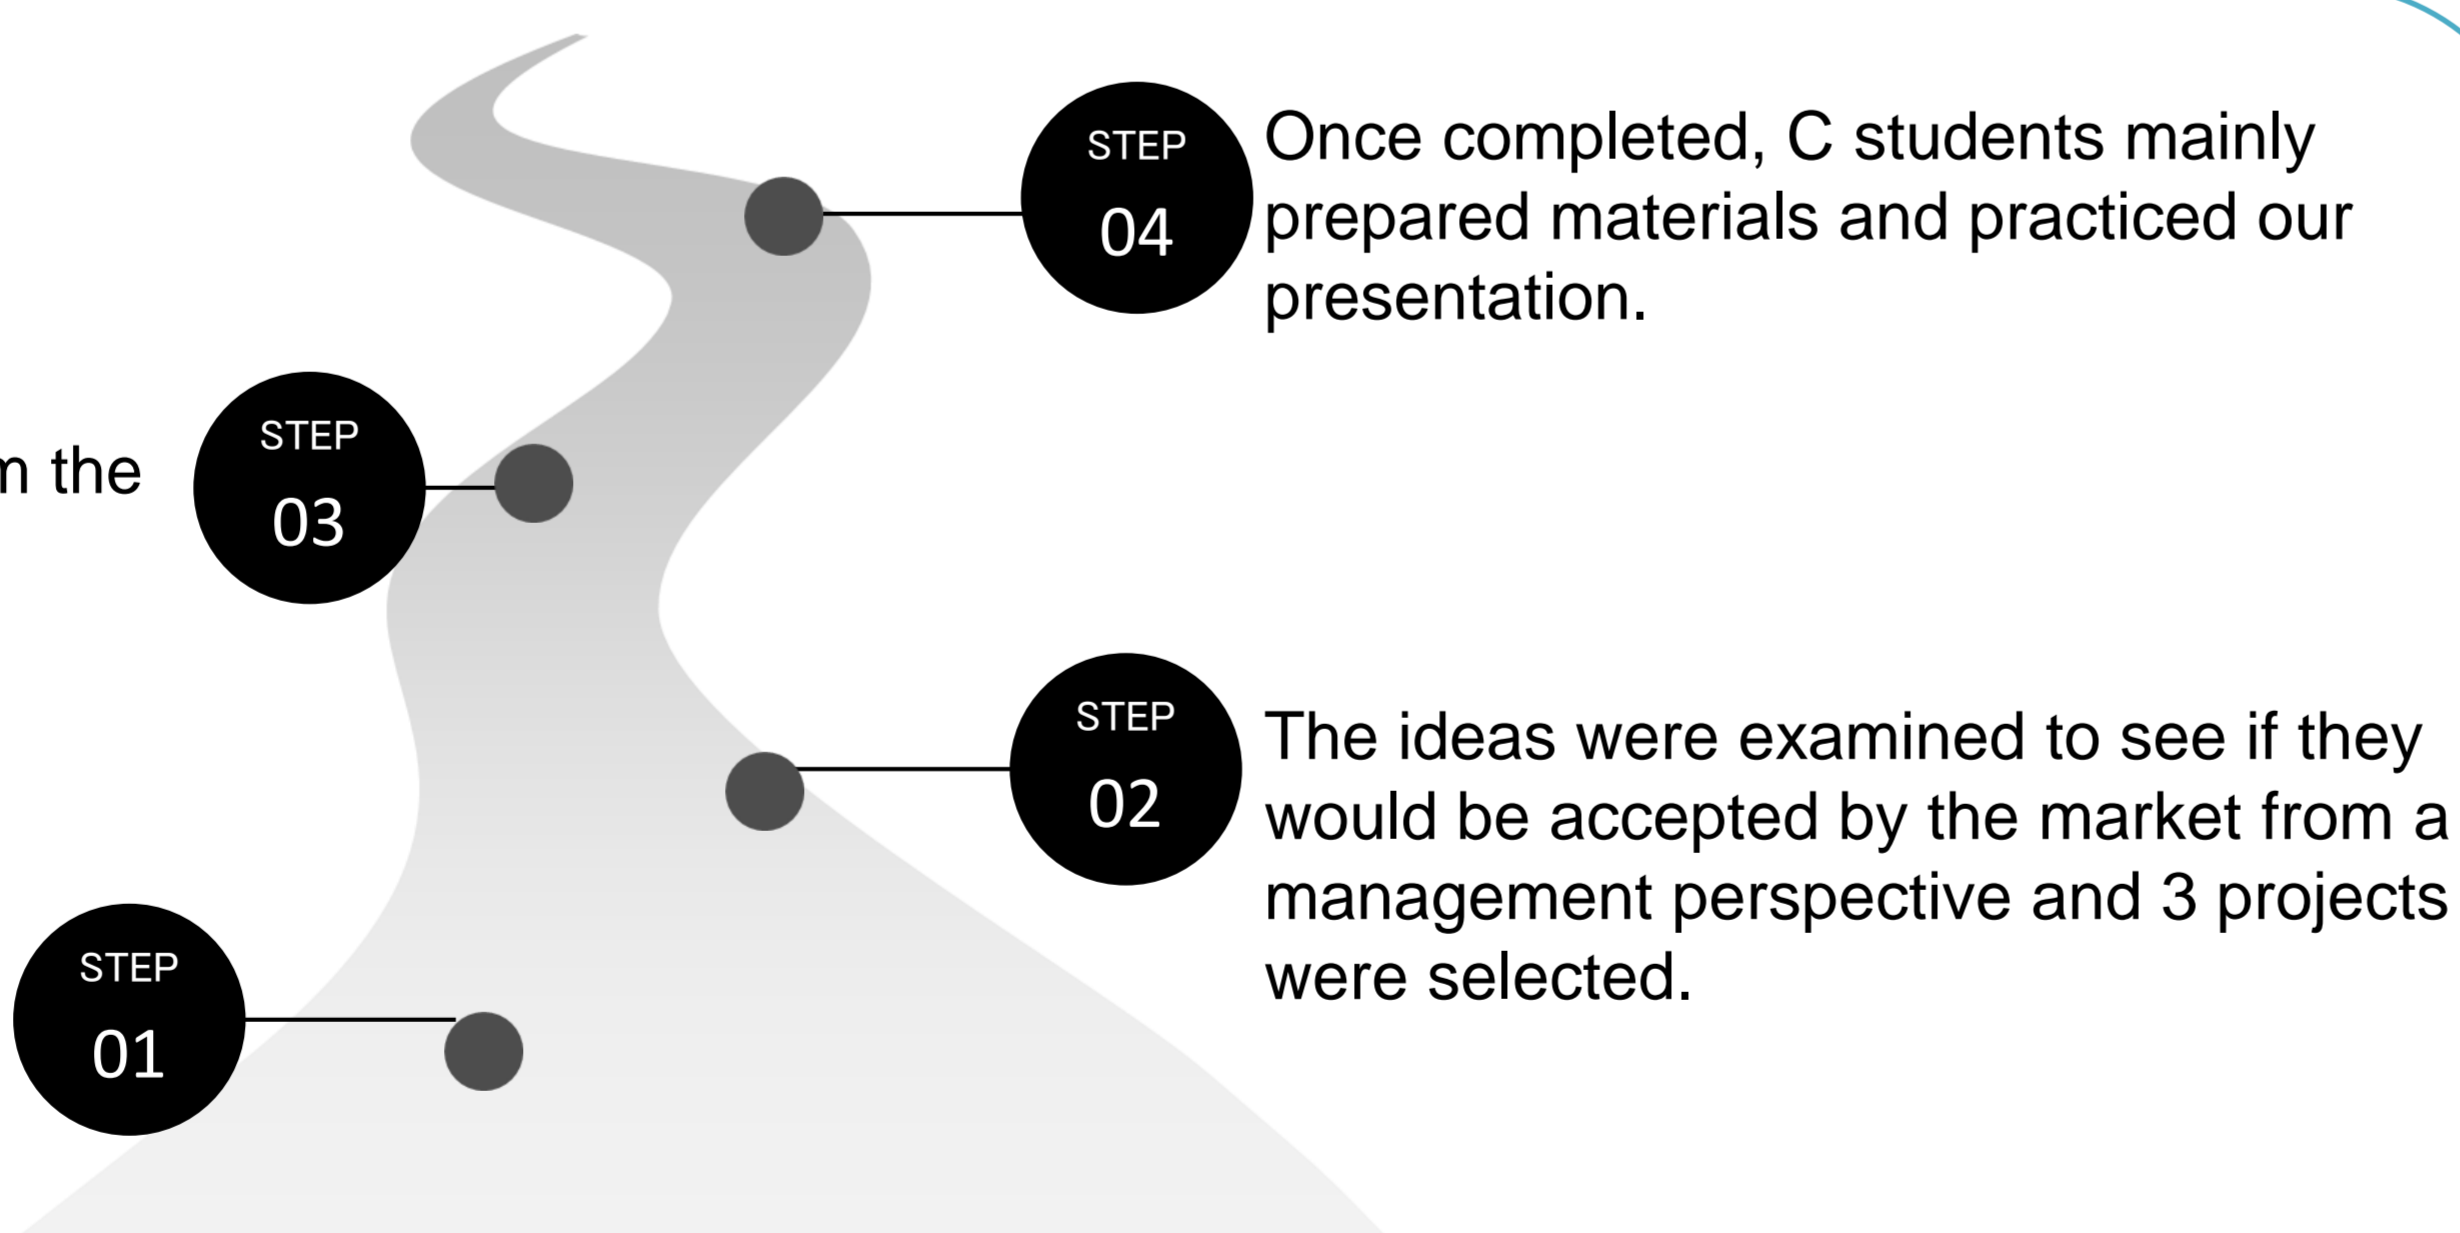 STEP
04
Once completed, C students mainly
prepared materials and practiced our
presentation.
the
STEP
03
STEP
02
The ideas were examined to see if they
would be accepted by the market from a
management perspective and 3 projects
were selected.
STEP
01